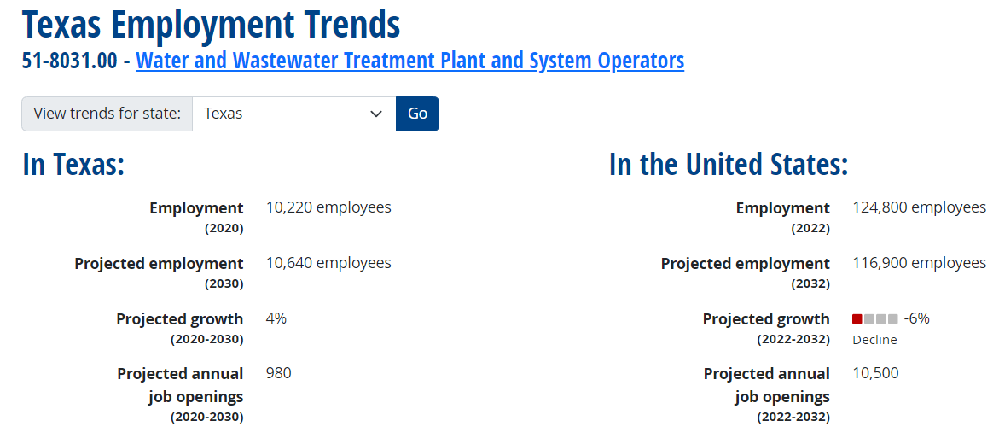 Texas Employment Trends
51-8031.00 - Water and Wastewater Treatment Plant and System Operators
View trends for state: Texas Go
In Texas:
Employment 10,220 employees
(2020)
Projected employment 10,640 employees
(2030)
Projected growth 4%
(2020-2030)
Projected annual 980
job openings
(2020-2030)
In the United States:
Employment 124,800 employees
(2022)
Projected employment 116,900 employees
(2032)
Projected growth -6%
(2022-2032) Decline
Projected annual 10,500
job openings
(2022-2032)